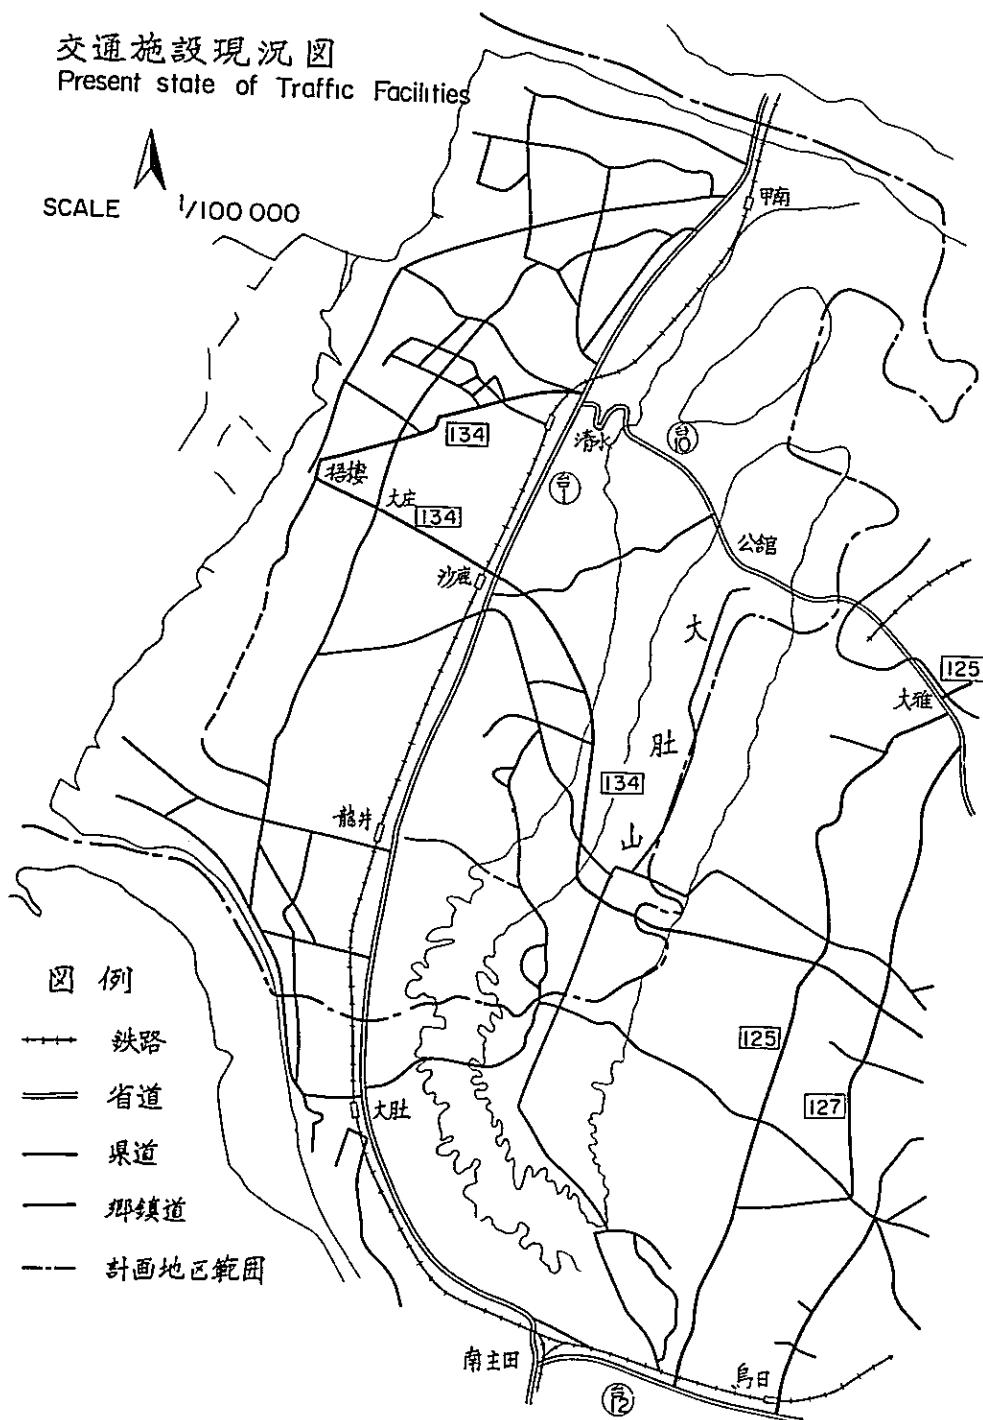 交通施設現況図
Present state of Traffic Facilities
SCALE 1/100 000
甲南
134
清水
台10
梧棲
大庄
134
台1
公館
沙鹿
大
125
大雅
肚
134
龍井
山
図例
鉄路
125
省道
127
大肚
県道
郷鎮道
計画地区範囲
南王田
烏日
台12